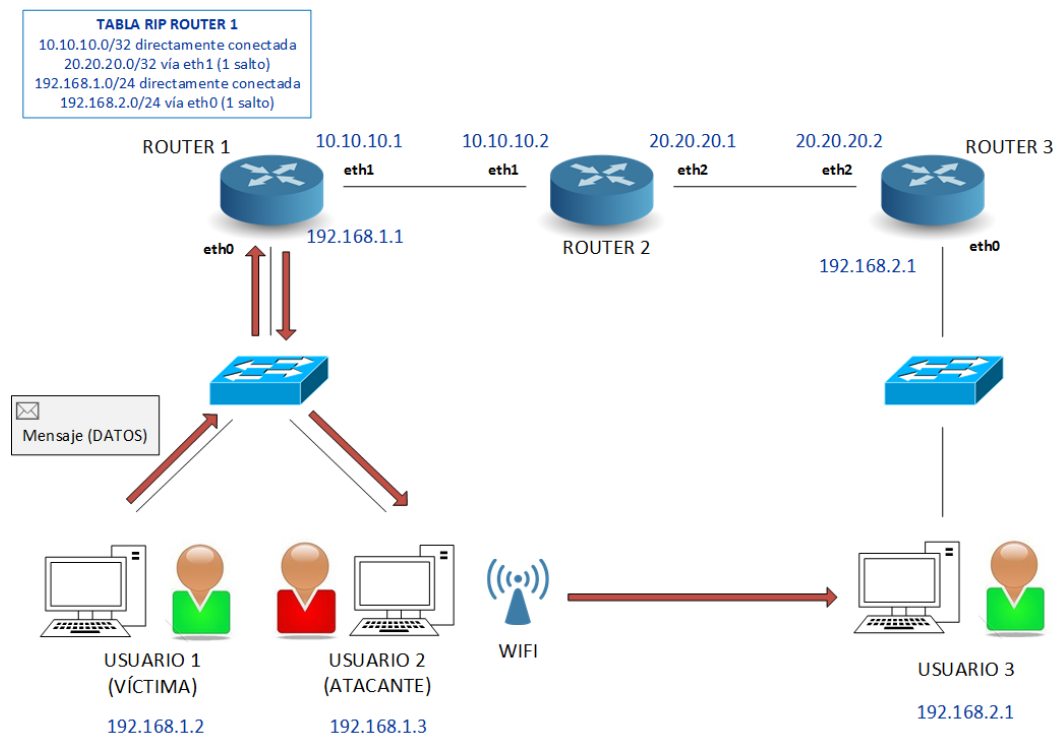 TABLA RIP ROUTER 1
10.10.10.0/32 directamente conectada
20.20.20.0/32 vía eth1 (1 salto)
192.168.1.0/24 directamente conectada
192.168.2.0/24 vía eth0 (1 salto)
ROUTER 1
10.10.10.1
10.10.10.2
20.20.20.1
20.20.20.2
ROUTER 3
eth1
eth1
eth2
eth2
192.168.1.1
eth0
ROUTER 2
eth0
192.168.2.1
Mensaje (DATOS)
WIFI
USUARIO 1
(VÍCTIMA)
192.168.1.2
USUARIO 2
(ATACANTE)
192.168.1.3
USUARIO 3
192.168.2.1